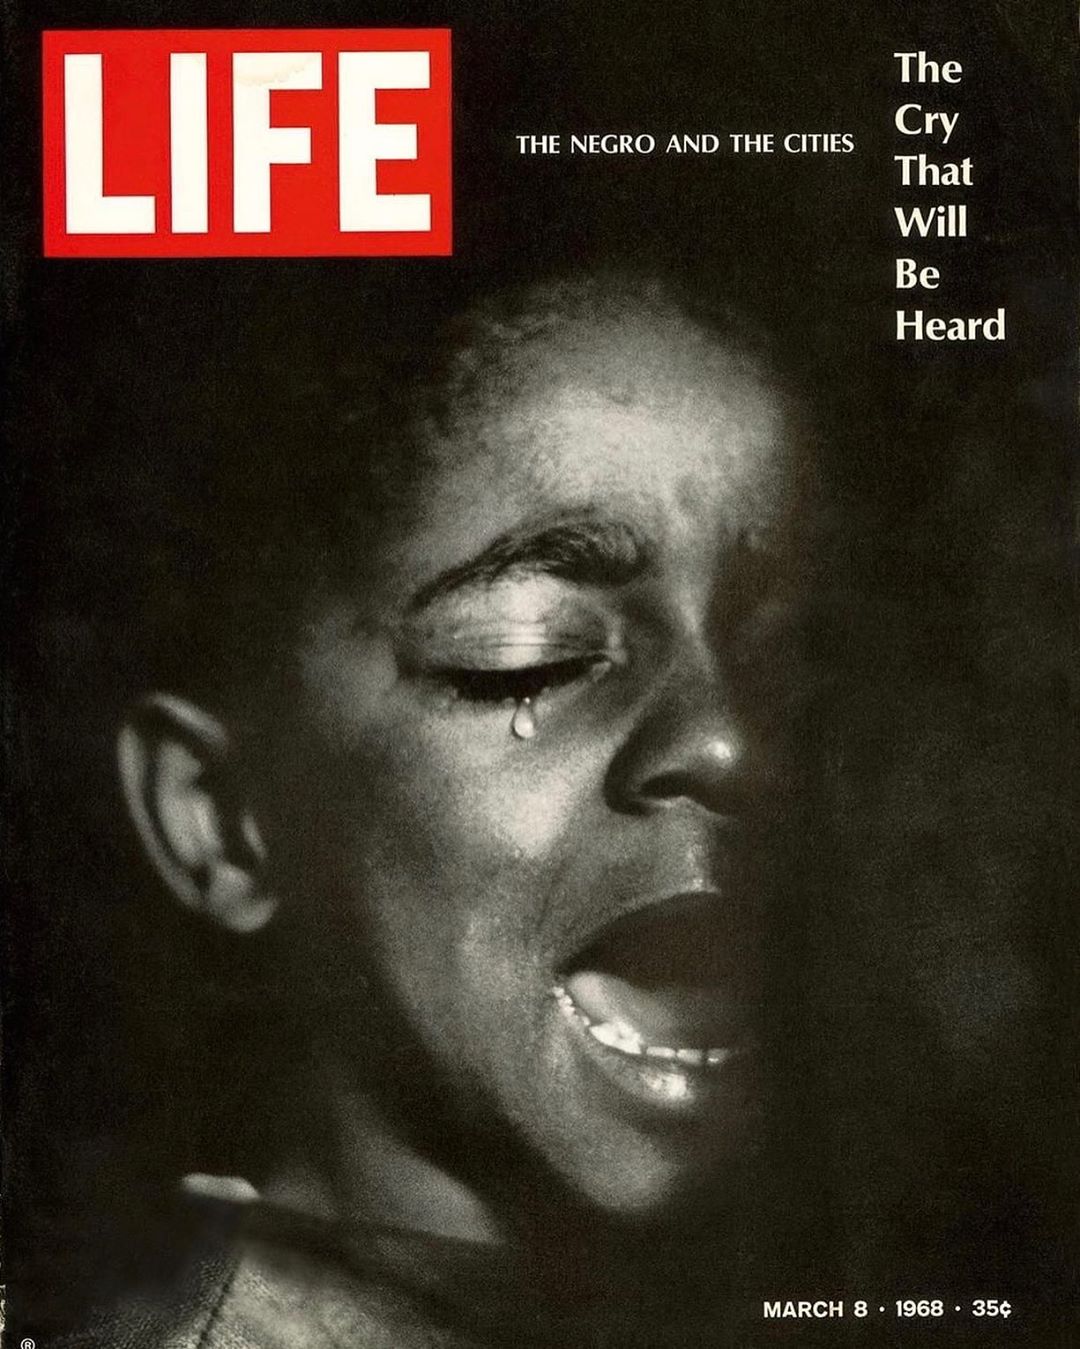 LIFE
THE NEGRO AND THE CITIES
The
Cry
That
Will
Be
Heard
MARCH 8 · 1968 · 35¢
®